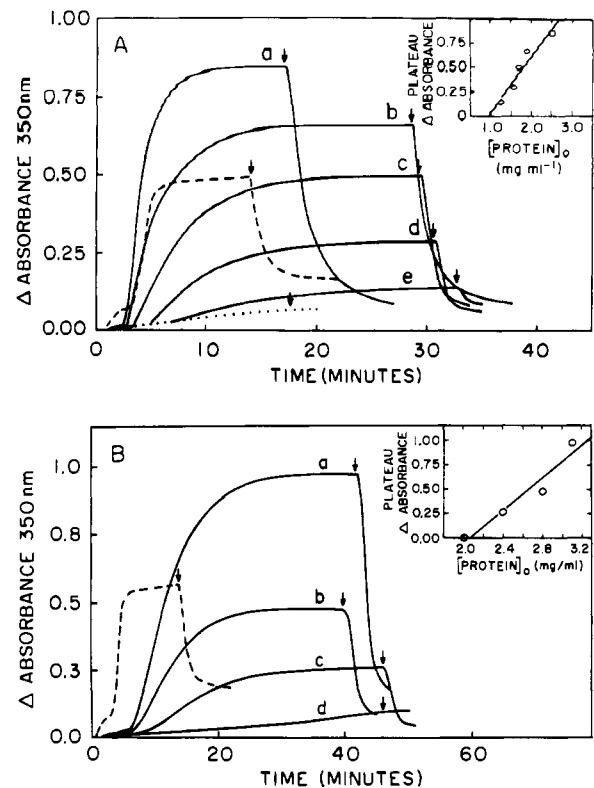 A
Δ ABSORBANCE 350nm
1.00
0.75
0.50
0.25
0.00
a
b
c
d
e
0
10
20
30
40
TIME (MINUTES)
PLATEAU
Δ ABSORBANCE
0.75
0.50
0.25
0
1.0
2.0
3.0
[PROTEIN]₀
(mg ml⁻¹)
B
Δ ABSORBANCE 350nm
1.0
0.8
0.5
0.3
0.0
a
b
c
d
0
20
40
60
TIME (MINUTES)
PLATEAU
Δ ABSORBANCE
1.00
0.75
0.50
0.25
0.00
2.0
2.4
2.8
3.2
[PROTEIN]₀ (mg/ml)